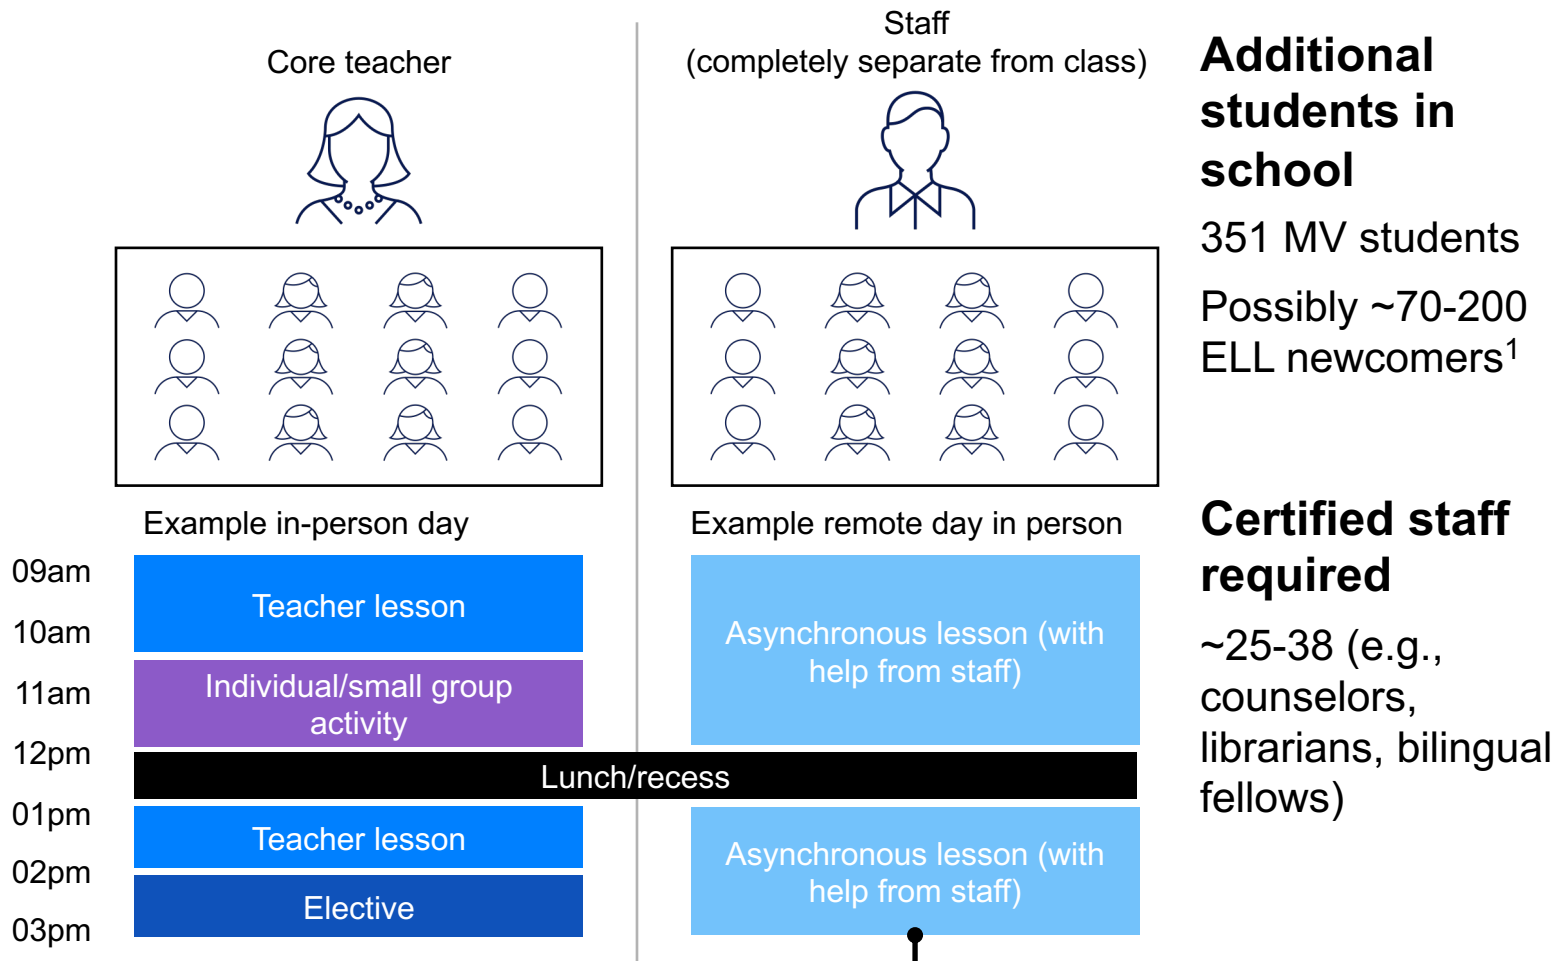 Core teacher
Staff
(completely separate from class)
Example in-person day
Example remote day in person
09am
10am
11am
12pm
01pm
02pm
03pm
Teacher lesson
Individual/small group
activity
Asynchronous lesson (with
help from staff)
Lunch/recess
Teacher lesson
Elective
Asynchronous lesson (with
help from staff)
Additional
students in
school
351 MV students
Possibly ~70-200
ELL newcomers¹
Certified staff
required
~25-38 (e.g.,
counselors,
librarians, bilingual
fellows)